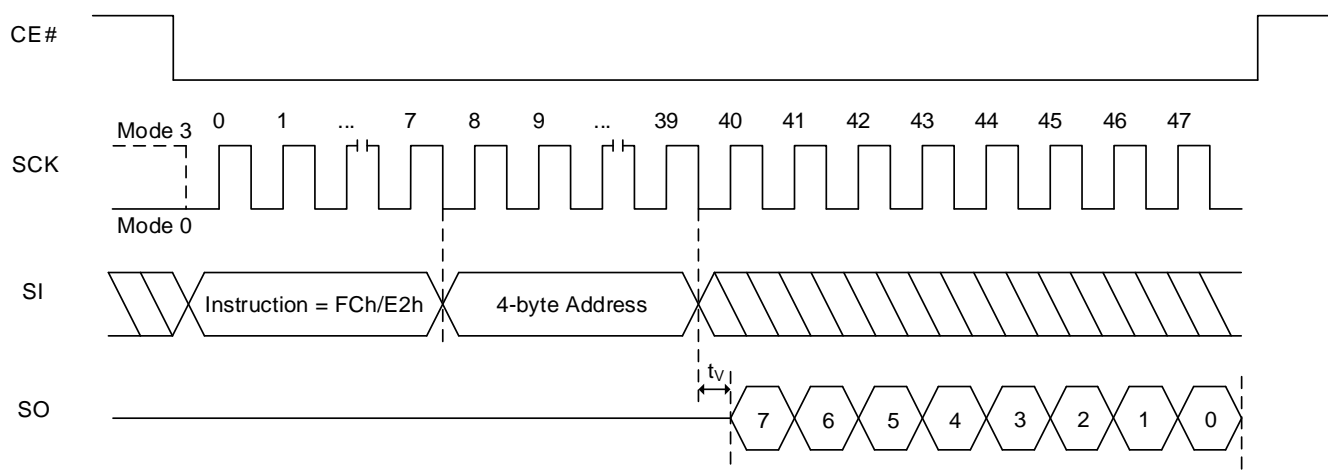 CE#
Mode 3
0 1 ... 7 8 9 ... 39 40 41 42 43 44 45 46 47
SCK
Mode 0
SI
Instruction = FCh/E2h
4-byte Address
tV
SO
7 6 5 4 3 2 1 0